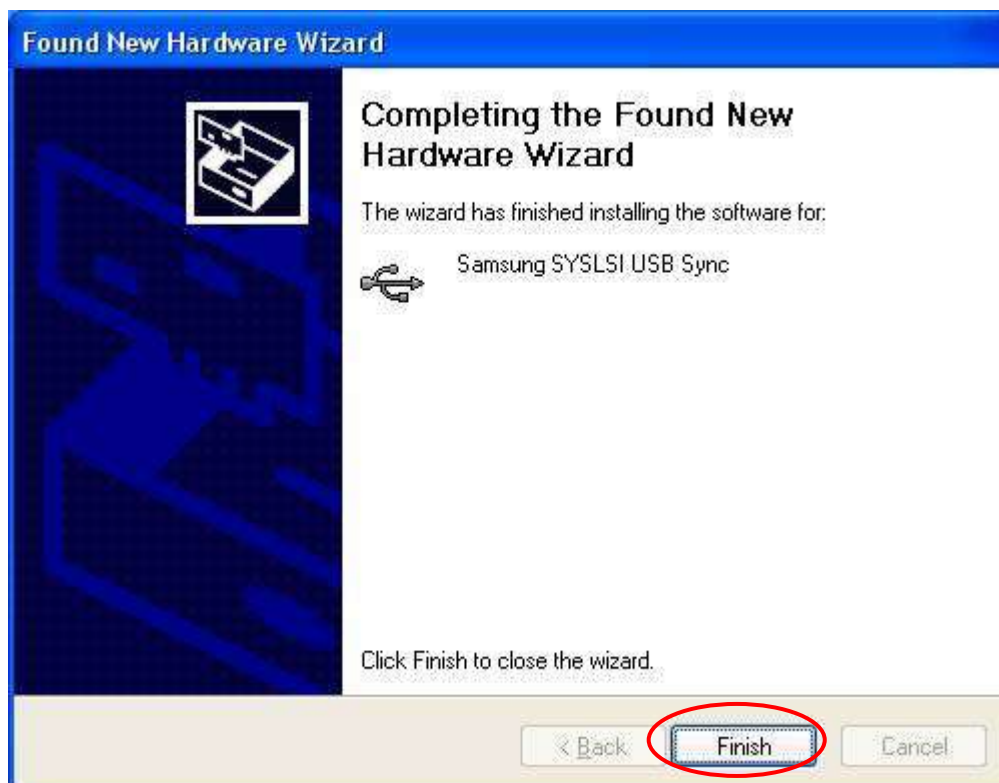 Found New Hardware Wizard
Completing the Found New
Hardware Wizard
The wizard has finished installing the software for:
Samsung SYSLSI USB Sync
Click Finish to close the wizard.
< Back
Finish
Cancel